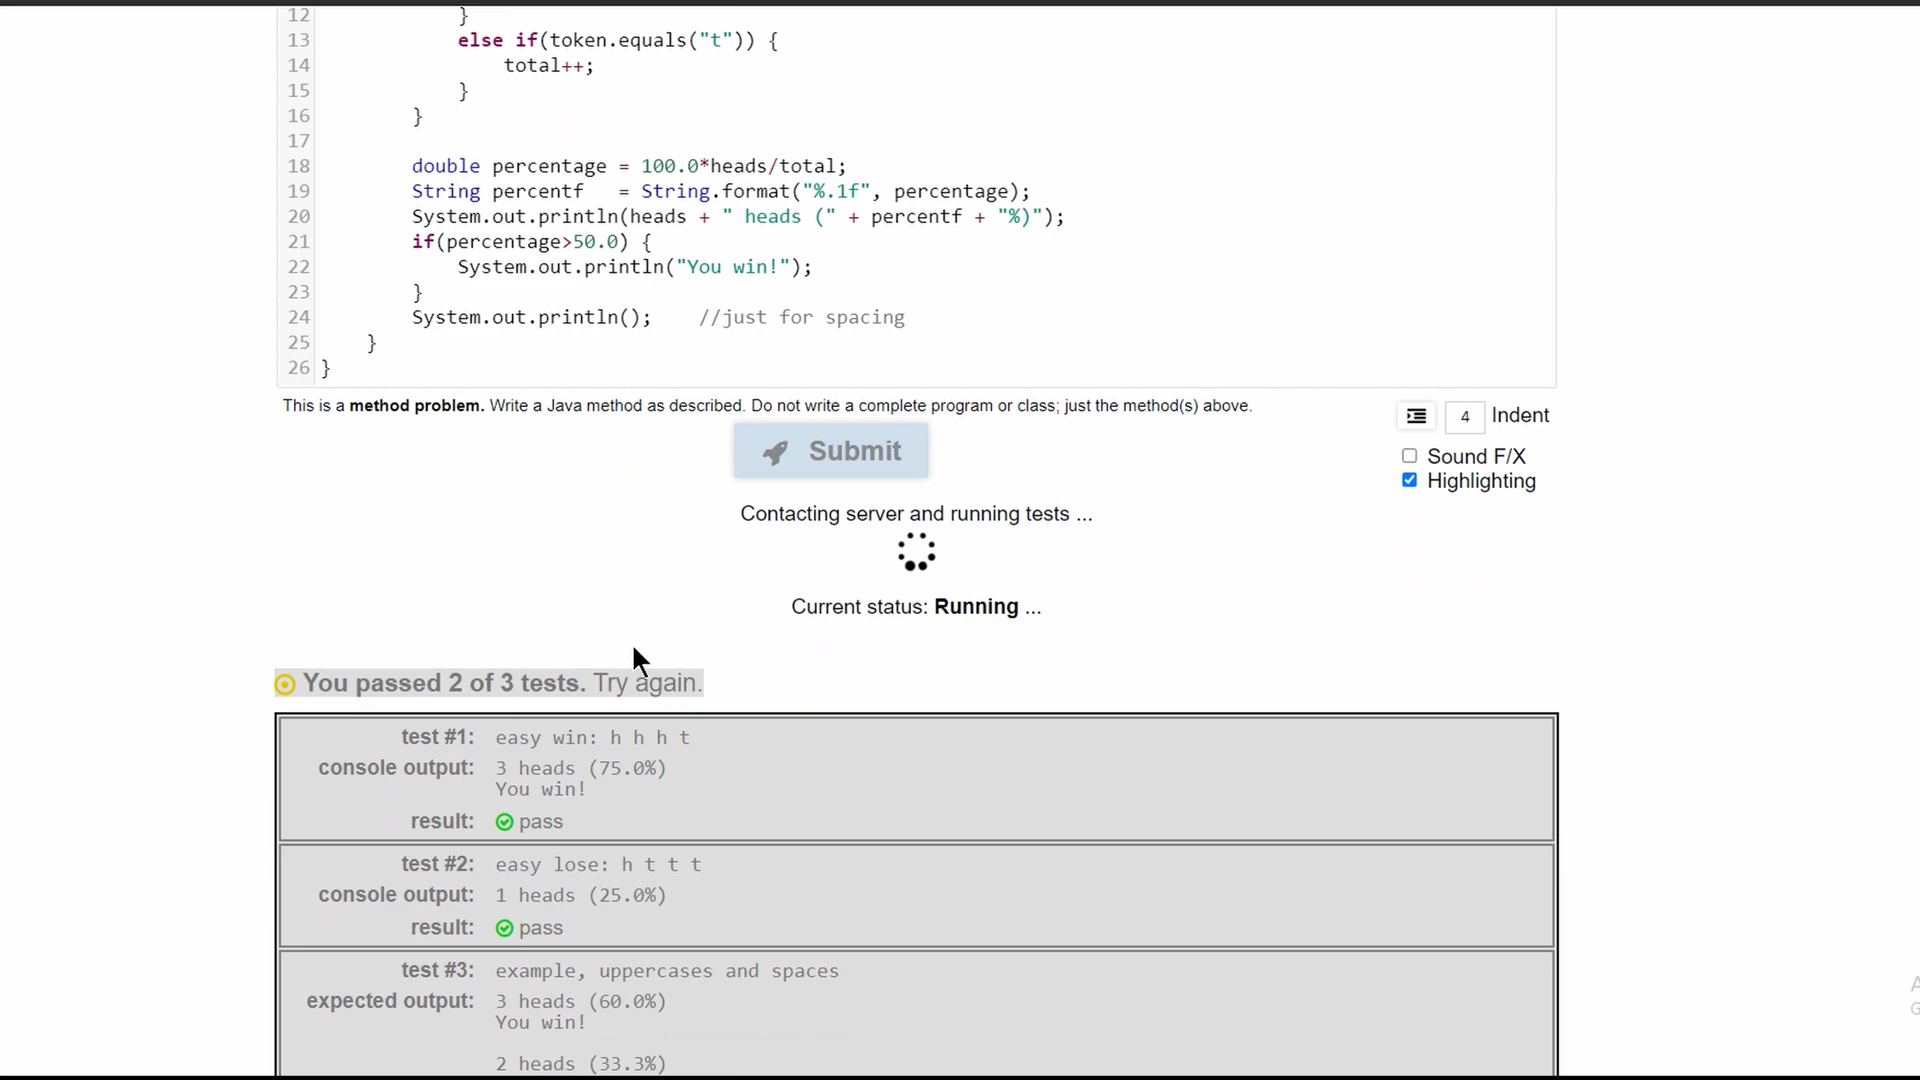 12 }
13 else if(token.equals("t")) {
14 total++;
15 }
16 }
17
18 double percentage = 100.0*heads/total;
19 String percentf   = String.format("%.1f", percentage);
20 System.out.println(heads + " heads (" + percentf + "%)");
21 if(percentage>50.0) {
22 System.out.println("You win!");
23 }
24 System.out.println();    //just for spacing
25 }
26 }
This is a method problem. Write a Java method as described. Do not write a complete program or class; just the method(s) above.
4 Indent
Submit
Sound F/X
Highlighting
Contacting server and running tests ...
Current status: Running ...
You passed 2 of 3 tests. Try again.
test #1: easy win: h h h t
console output: 3 heads (75.0%)
You win!
result: pass
test #2: easy lose: h t t t
console output: 1 heads (25.0%)
result: pass
test #3: example, uppercases and spaces
expected output: 3 heads (60.0%)
You win!
2 heads (33.3%)